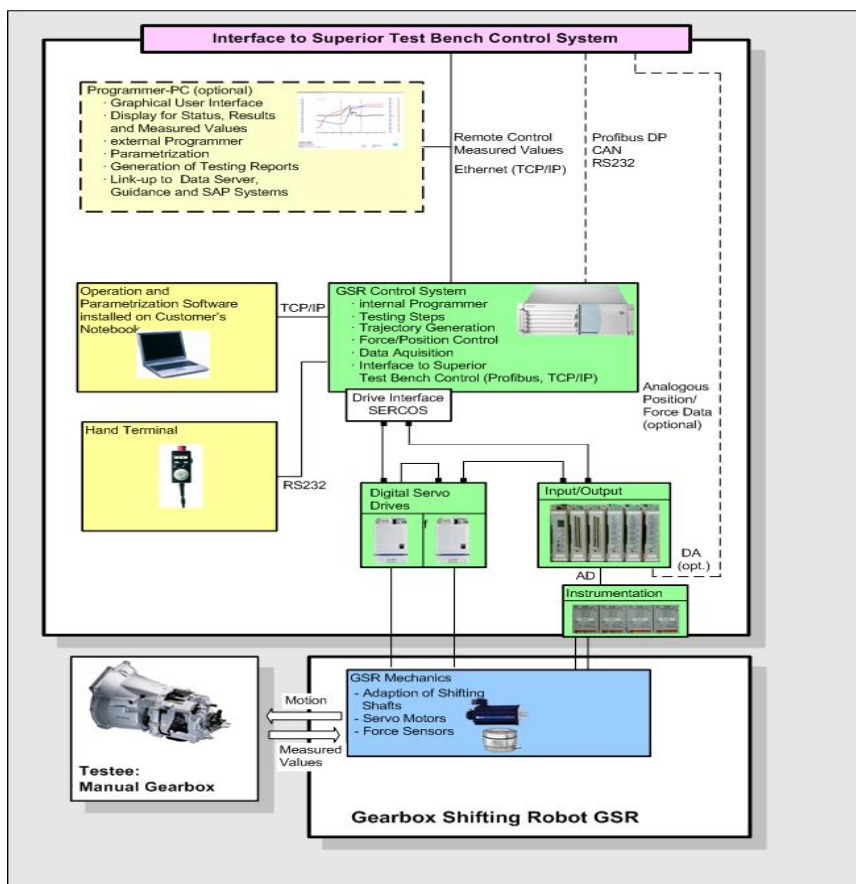 Interface to Superior Test Bench Control System
Programmer-PC (optional)
· Graphical User Interface
· Display for Status, Results
and Measured Values
· external Programmer
· Parametrization
· Generation of Testing Reports
· Link-up to Data Server,
Guidance and SAP Systems
Remote Control
Measured Values
Ethernet (TCP/IP)
Profibus DP
CAN
RS232
Operation and
Parametrization Software
installed on Customer's
Notebook
TCP/IP
GSR Control System
· internal Programmer
· Testing Steps
· Trajectory Generation
· Force/Position Control
· Data Aquisition
· Interface to Superior
Test Bench Control (Profibus, TCP/IP)
Drive Interface
SERCOS
Analogous
Position/
Force Data
(optional)
Hand Terminal
RS232
Digital Servo
Drives
f
Input/Output
DA
(opt.)
AD
Instrumentation
GSR Mechanics
- Adaption of Shifting
Shafts
- Servo Motors
- Force Sensors
Motion
Measured
Values
Testee:
Manual Gearbox
Gearbox Shifting Robot GSR